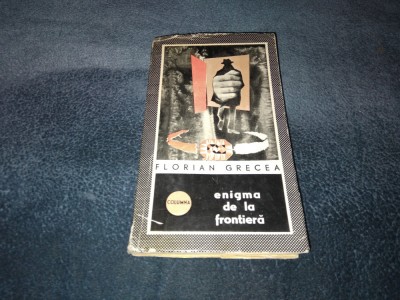 FLORIAN GRECEA
COLUMNA
enigma
de la
frontieră